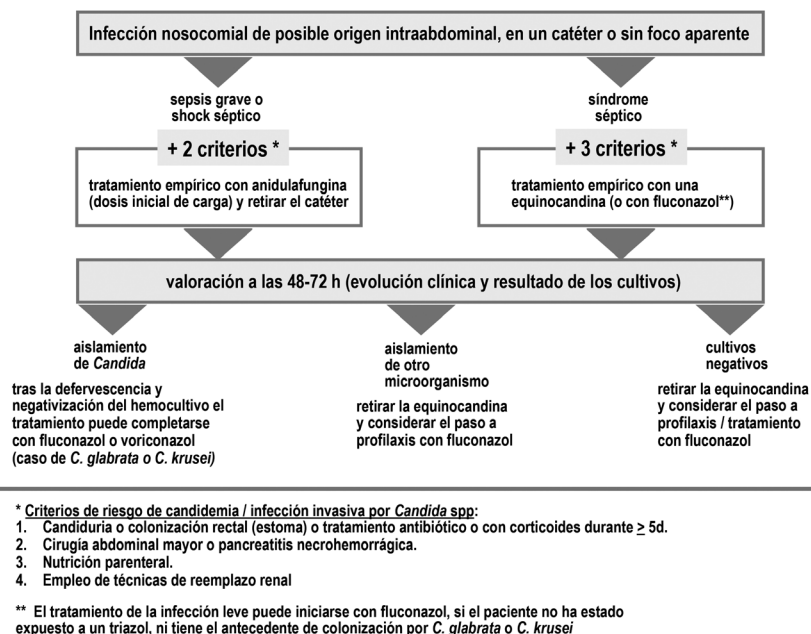 Infección nosocomial de posible origen intraabdominal, en un catéter o sin foco aparente
sepsis grave o
shock séptico
+ 2 criterios *
tratamiento empírico con anidulafungina
(dosis inicial de carga) y retirar el catéter
síndrome
séptico
+ 3 criterios *
tratamiento empírico con una
equinocandina (o con fluconazol**)
valoración a las 48-72 h (evolución clínica y resultado de los cultivos)
aislamiento
de Candida
tras la defervescencia y
negativización del hemocultivo el
tratamiento puede completarse
con fluconazol o voriconazol
(caso de C. glabrata o C. krusei)
aislamiento
de otro
microorganismo
retirar la equinocandina
y considerar el paso a
profilaxis con fluconazol
cultivos
negativos
retirar la equinocandina
y considerar el paso a
profilaxis / tratamiento
con fluconazol
* Criterios de riesgo de candidemia / infección invasiva por Candida spp:
1. Candiduria o colonización rectal (estoma) o tratamiento antibiótico o con corticoides durante ≥ 5d.
2. Cirugía abdominal mayor o pancreatitis necrohemorrágica.
3. Nutrición parenteral.
4. Empleo de técnicas de reemplazo renal
** El tratamiento de la infección leve puede iniciarse con fluconazol, si el paciente no ha estado
expuesto a un triazol, ni tiene el antecedente de colonización por C. glabrata o C. krusei